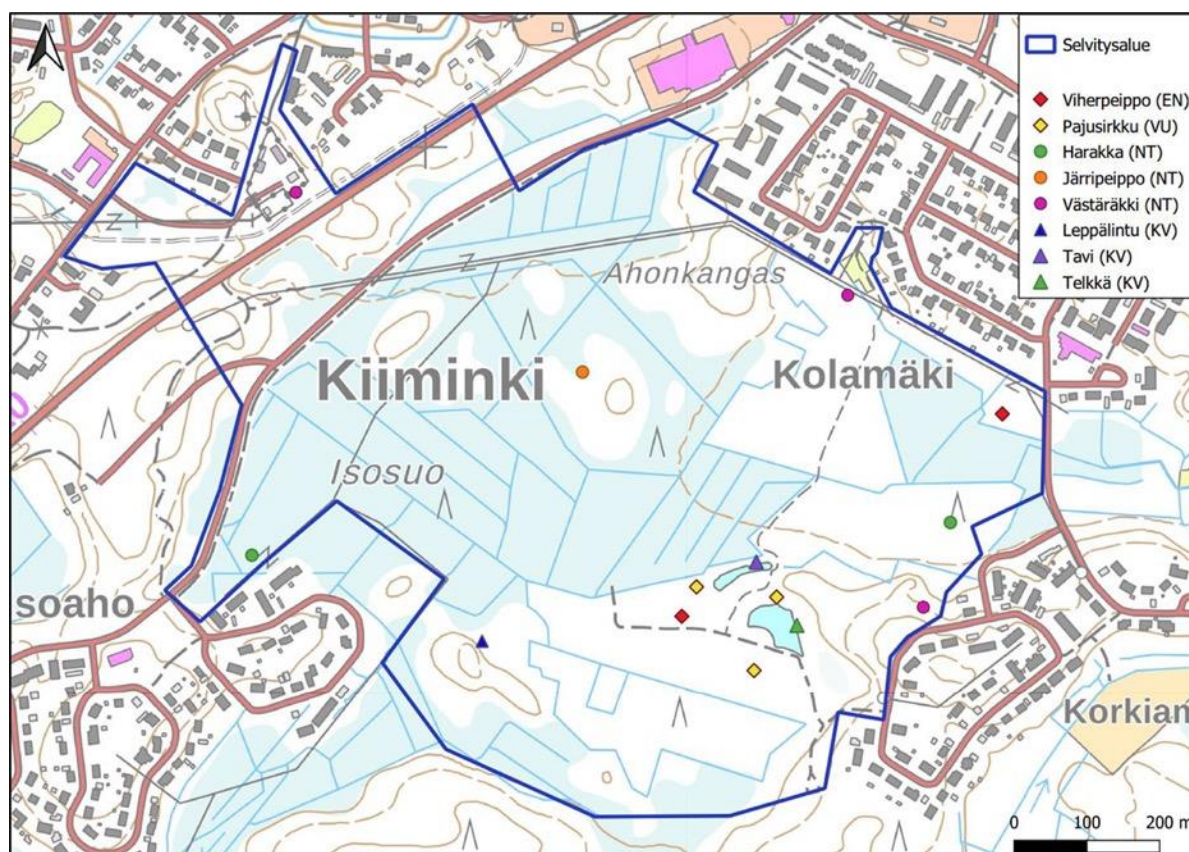 Selvitysalue
Viherpeippo (EN)
Pajusirkku (VU)
Harakka (NT)
Järripeippo (NT)
Västäräkki (NT)
Leppälintu (KV)
Tavi (KV)
Telkkä (KV)
Ahonkangas
Kiiminki
Kolamäki
Isosuo
soaho
Korkian
0 100 200 m